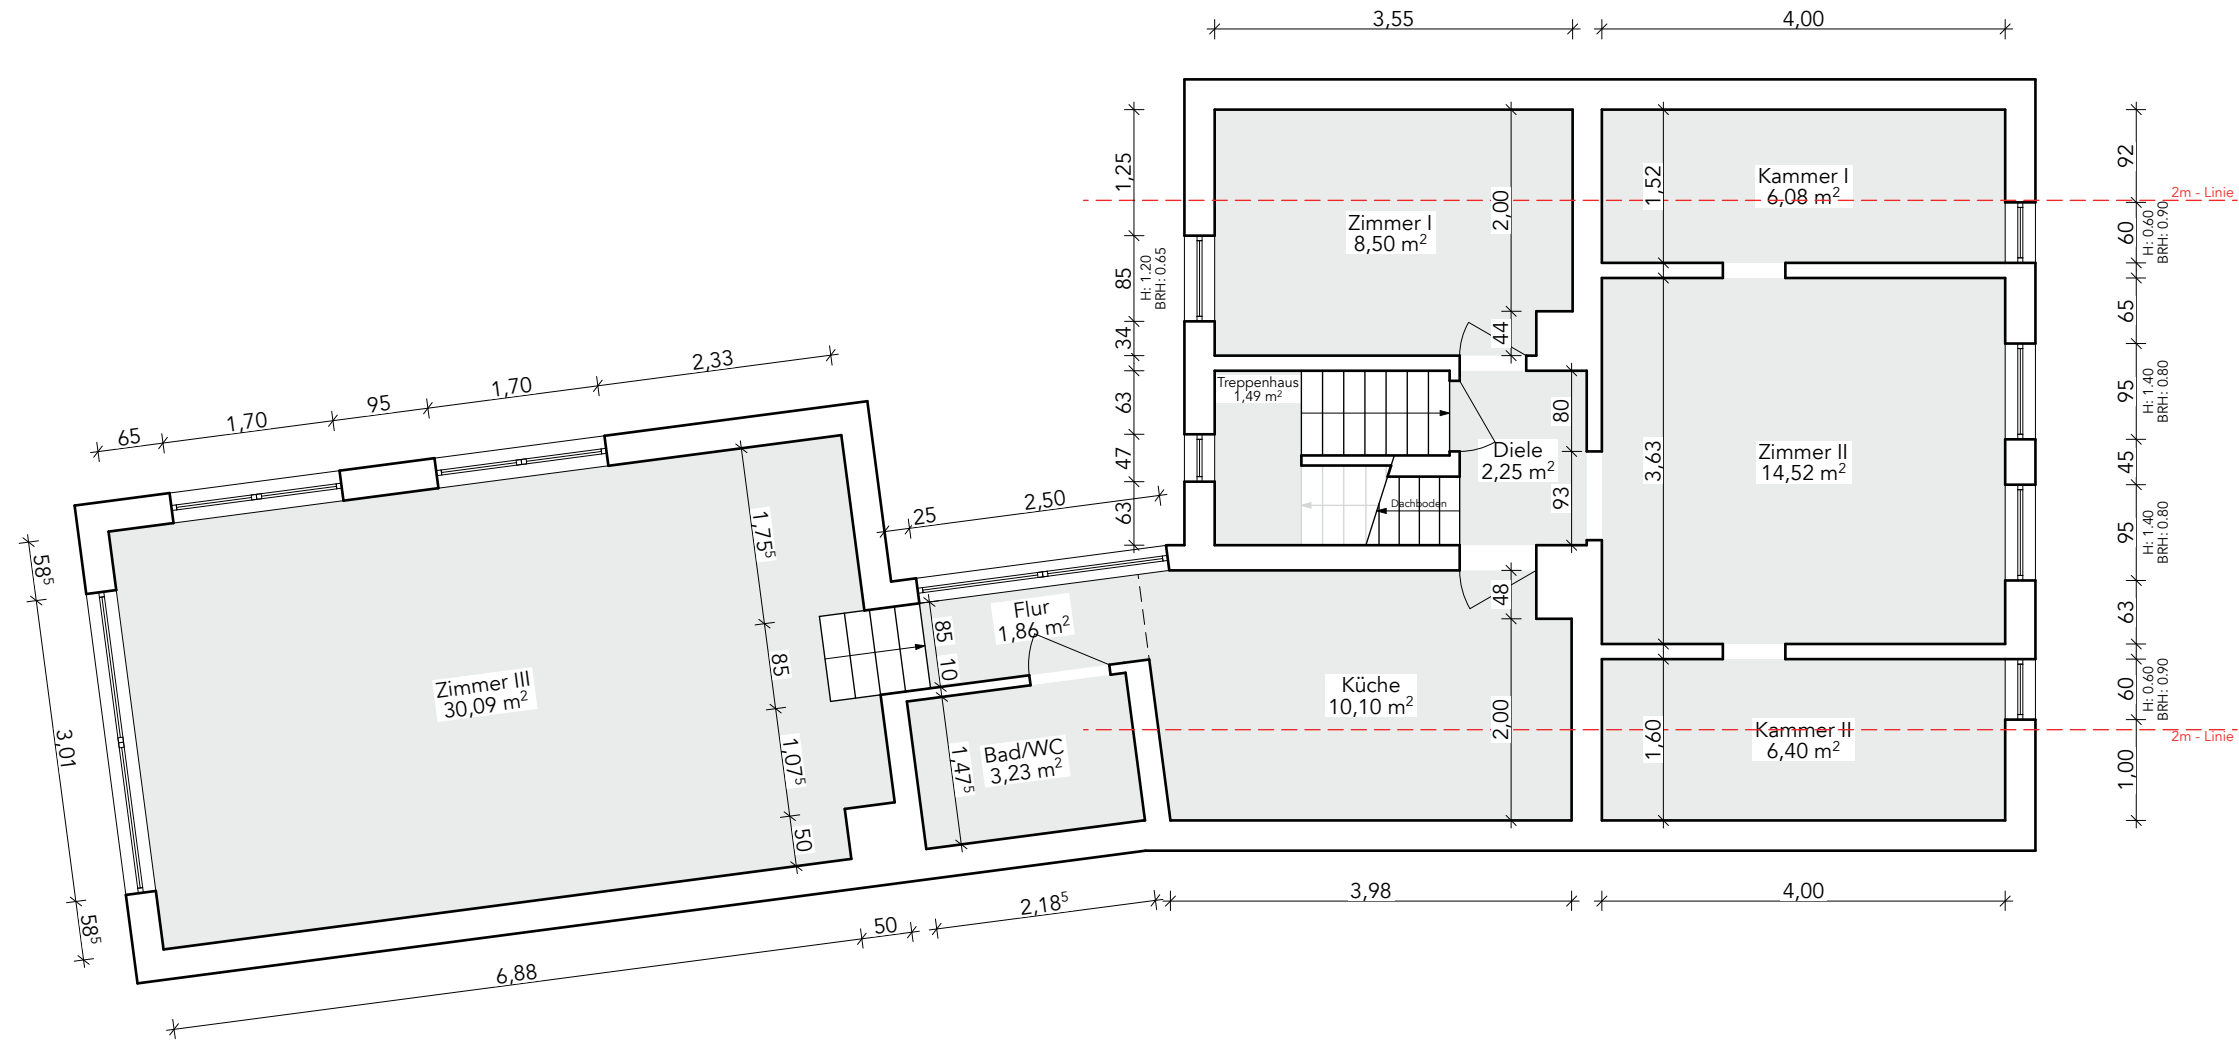 3,55
4,00
1,25
85
H: 1.20
BRH: 0.65
34
63
47
63
2,00
44
Zimmer I
8,50 m²
1,52
Kammer I
6,08 m²
92
2m - Linie
60
H: 0.60
BRH: 0.90
65
95
H: 1.40
BRH: 0.80
45
95
H: 1.40
BRH: 0.80
63
60
H: 0.60
BRH: 0.90
2m - Linie
1,00
Treppenhaus
1,49 m²
Dachboden
80
Diele
2,25 m²
93
3,63
Zimmer II
14,52 m²
65
1,70
95
1,70
2,33
25
2,50
58⁵
3,01
58⁵
1,75⁵
85
1,07⁵
50
Zimmer III
30,09 m²
85
10
Flur
1,86 m²
48
2,00
Küche
10,10 m²
1,47⁵
Bad/WC
3,23 m²
1,60
Kammer II
6,40 m²
6,88
50
2,18⁵
3,98
4,00